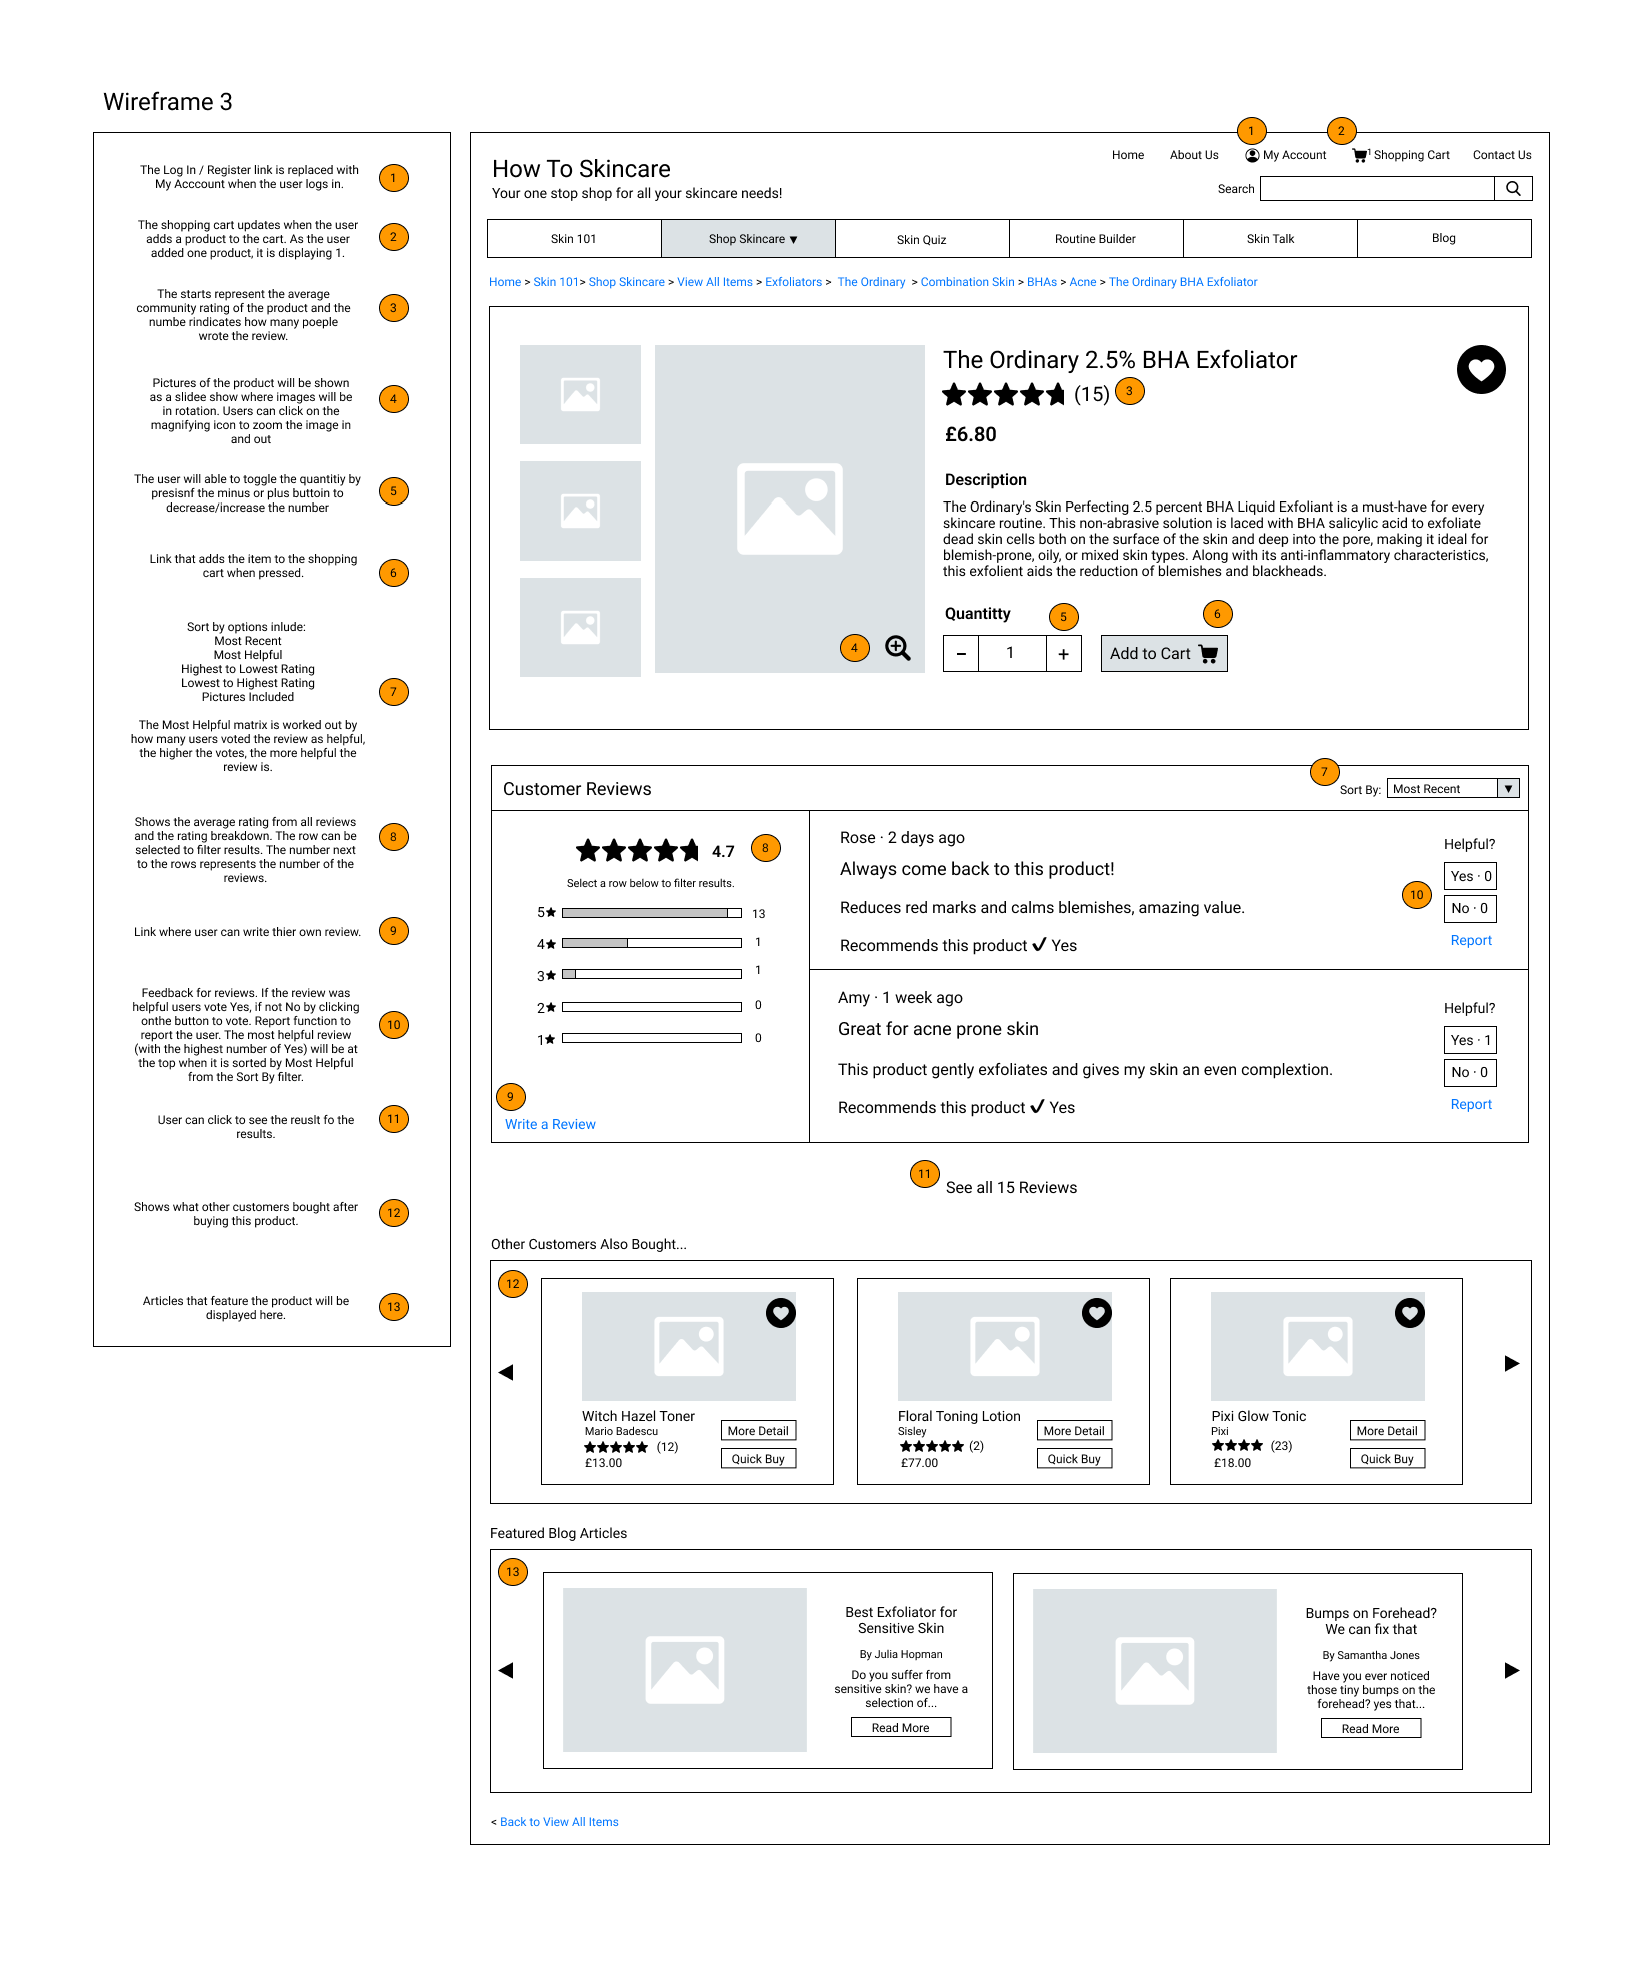 Wireframe 3
The Log In / Register link is replaced with
My Acccount when the user logs in.
1
The shopping cart updates when the user
adds a product to the cart. As the user
added one product, it is displaying 1.
2
The starts represent the average
community rating of the product and the
numbe rindicates how many poeple
wrote the review.
3
Pictures of the product will be shown
as a slidee show where images will be
in rotation. Users can click on the
magnifying icon to zoom the image in
and out
4
The user will able to toggle the quantitiy by
presisnf the minus or plus buttoin to
decrease/increase the number
5
Link that adds the item to the shopping
cart when pressed.
6
Sort by options inlude:
Most Recent
Most Helpful
Highest to Lowest Rating
Lowest to Highest Rating
Pictures Included
7
The Most Helpful matrix is worked out by
how many users voted the review as helpful,
the higher the votes, the more helpful the
review is.
Shows the average rating from all reviews
and the rating breakdown. The row can be
selected to filter results. The number next
to the rows represents the number of the
reviews.
8
Link where user can write thier own review.
9
Feedback for reviews. If the review was
helpful users vote Yes, if not No by clicking
onthe button to vote. Report function to
report the user. The most helpful review
(with the highest number of Yes) will be at
the top when it is sorted by Most Helpful
from the Sort By filter.
10
User can click to see the reuslt fo the
results.
11
Shows what other customers bought after
buying this product.
12
Articles that feature the product will be
displayed here.
13
1 2
Home About Us My Account 1 Shopping Cart Contact Us
How To Skincare
Your one stop shop for all your skincare needs!
Search
Skin 101 Shop Skincare ▼ Skin Quiz Routine Builder Skin Talk Blog
Home > Skin 101> Shop Skincare > View All Items > Exfoliators > The Ordinary > Combination Skin > BHAs > Acne > The Ordinary BHA Exfoliator
The Ordinary 2.5% BHA Exfoliator
(15) 3
£6.80
Description
The Ordinary's Skin Perfecting 2.5 percent BHA Liquid Exfoliant is a must-have for every
skincare routine. This non-abrasive solution is laced with BHA salicylic acid to exfoliate
dead skin cells both on the surface of the skin and deep into the pore, making it ideal for
blemish-prone, oily, or mixed skin types. Along with its anti-inflammatory characteristics,
this exfolient aids the reduction of blemishes and blackheads.
Quantitty 5 6
4
− 1 + Add to Cart
7
Customer Reviews Sort By: Most Recent ▼
4.7 8
Select a row below to filter results.
5★ 13
4★ 1
3★ 1
2★ 0
1★ 0
9
Write a Review
Rose · 2 days ago
Always come back to this product!
Reduces red marks and calms blemishes, amazing value.
Recommends this product ✓ Yes
Helpful?
Yes · 0
10
No · 0
Report
Amy · 1 week ago
Great for acne prone skin
This product gently exfoliates and gives my skin an even complextion.
Recommends this product ✓ Yes
Helpful?
Yes · 1
No · 0
Report
11
See all 15 Reviews
Other Customers Also Bought...
12
Witch Hazel Toner
Mario Badescu
(12)
£13.00
More Detail
Quick Buy
Floral Toning Lotion
Sisley
(2)
£77.00
More Detail
Quick Buy
Pixi Glow Tonic
Pixi
(23)
£18.00
More Detail
Quick Buy
Featured Blog Articles
13
Best Exfoliator for
Sensitive Skin
By Julia Hopman
Do you suffer from
sensitive skin? we have a
selection of...
Read More
Bumps on Forehead?
We can fix that
By Samantha Jones
Have you ever noticed
those tiny bumps on the
forehead? yes that...
Read More
< Back to View All Items